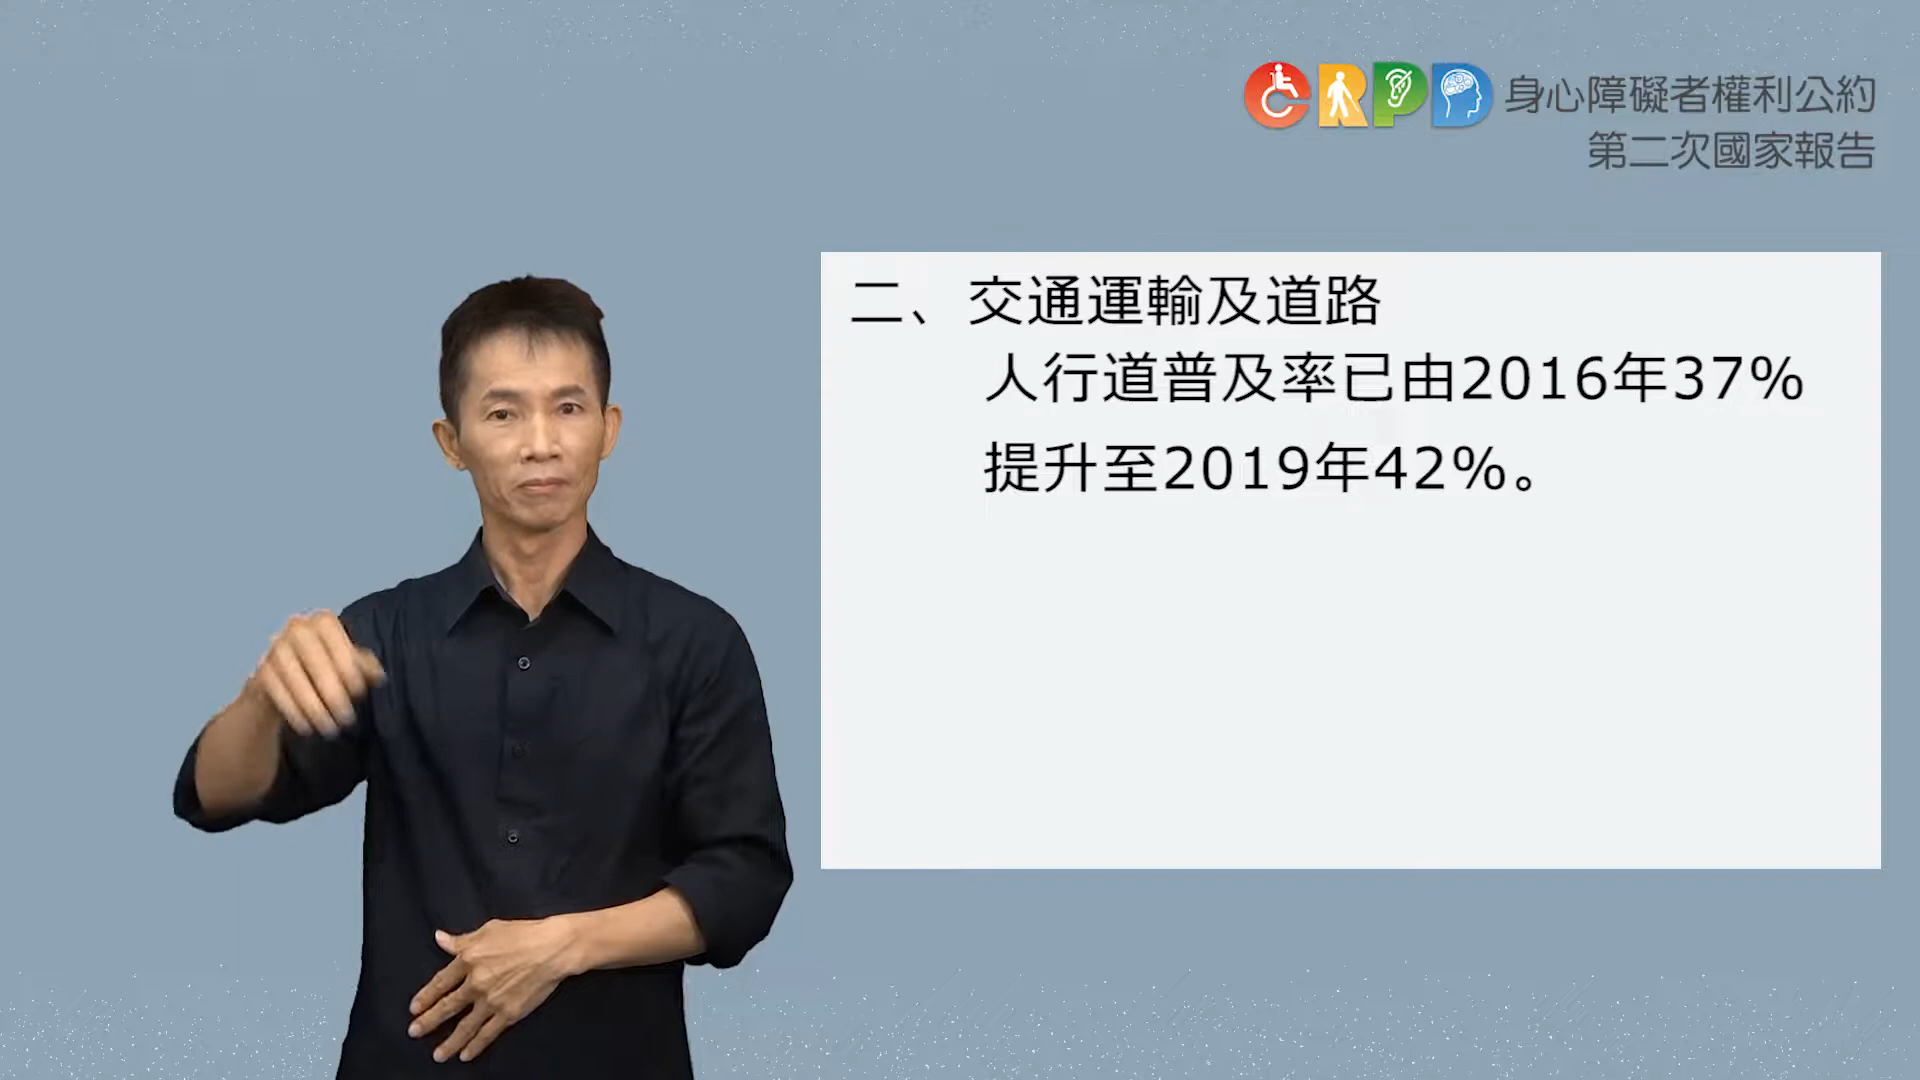 CRPD 身心障礙者權利公約
第二次國家報告
二、交通運輸及道路
人行道普及率已由2016年37%
提升至2019年42%。